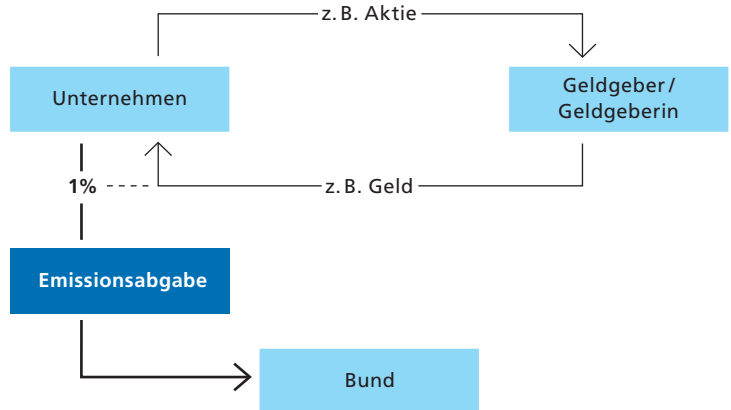 z. B. Aktie
Unternehmen
Geldgeber /
Geldgeberin
1%
z. B. Geld
Emissionsabgabe
Bund